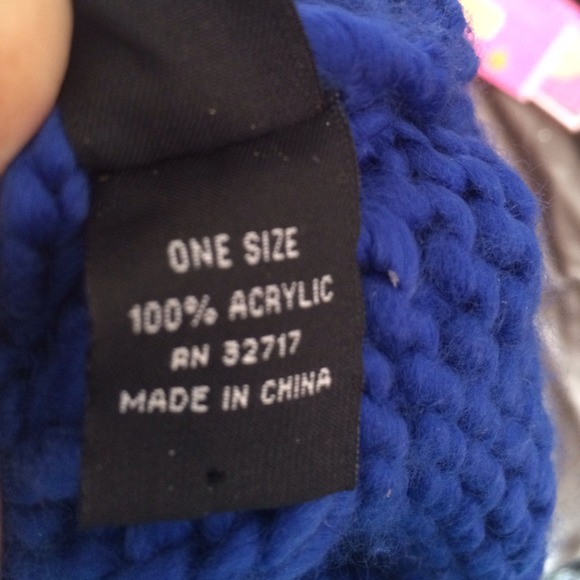 ONE SIZE
100% ACRYLIC
RN 32717
MADE IN CHINA